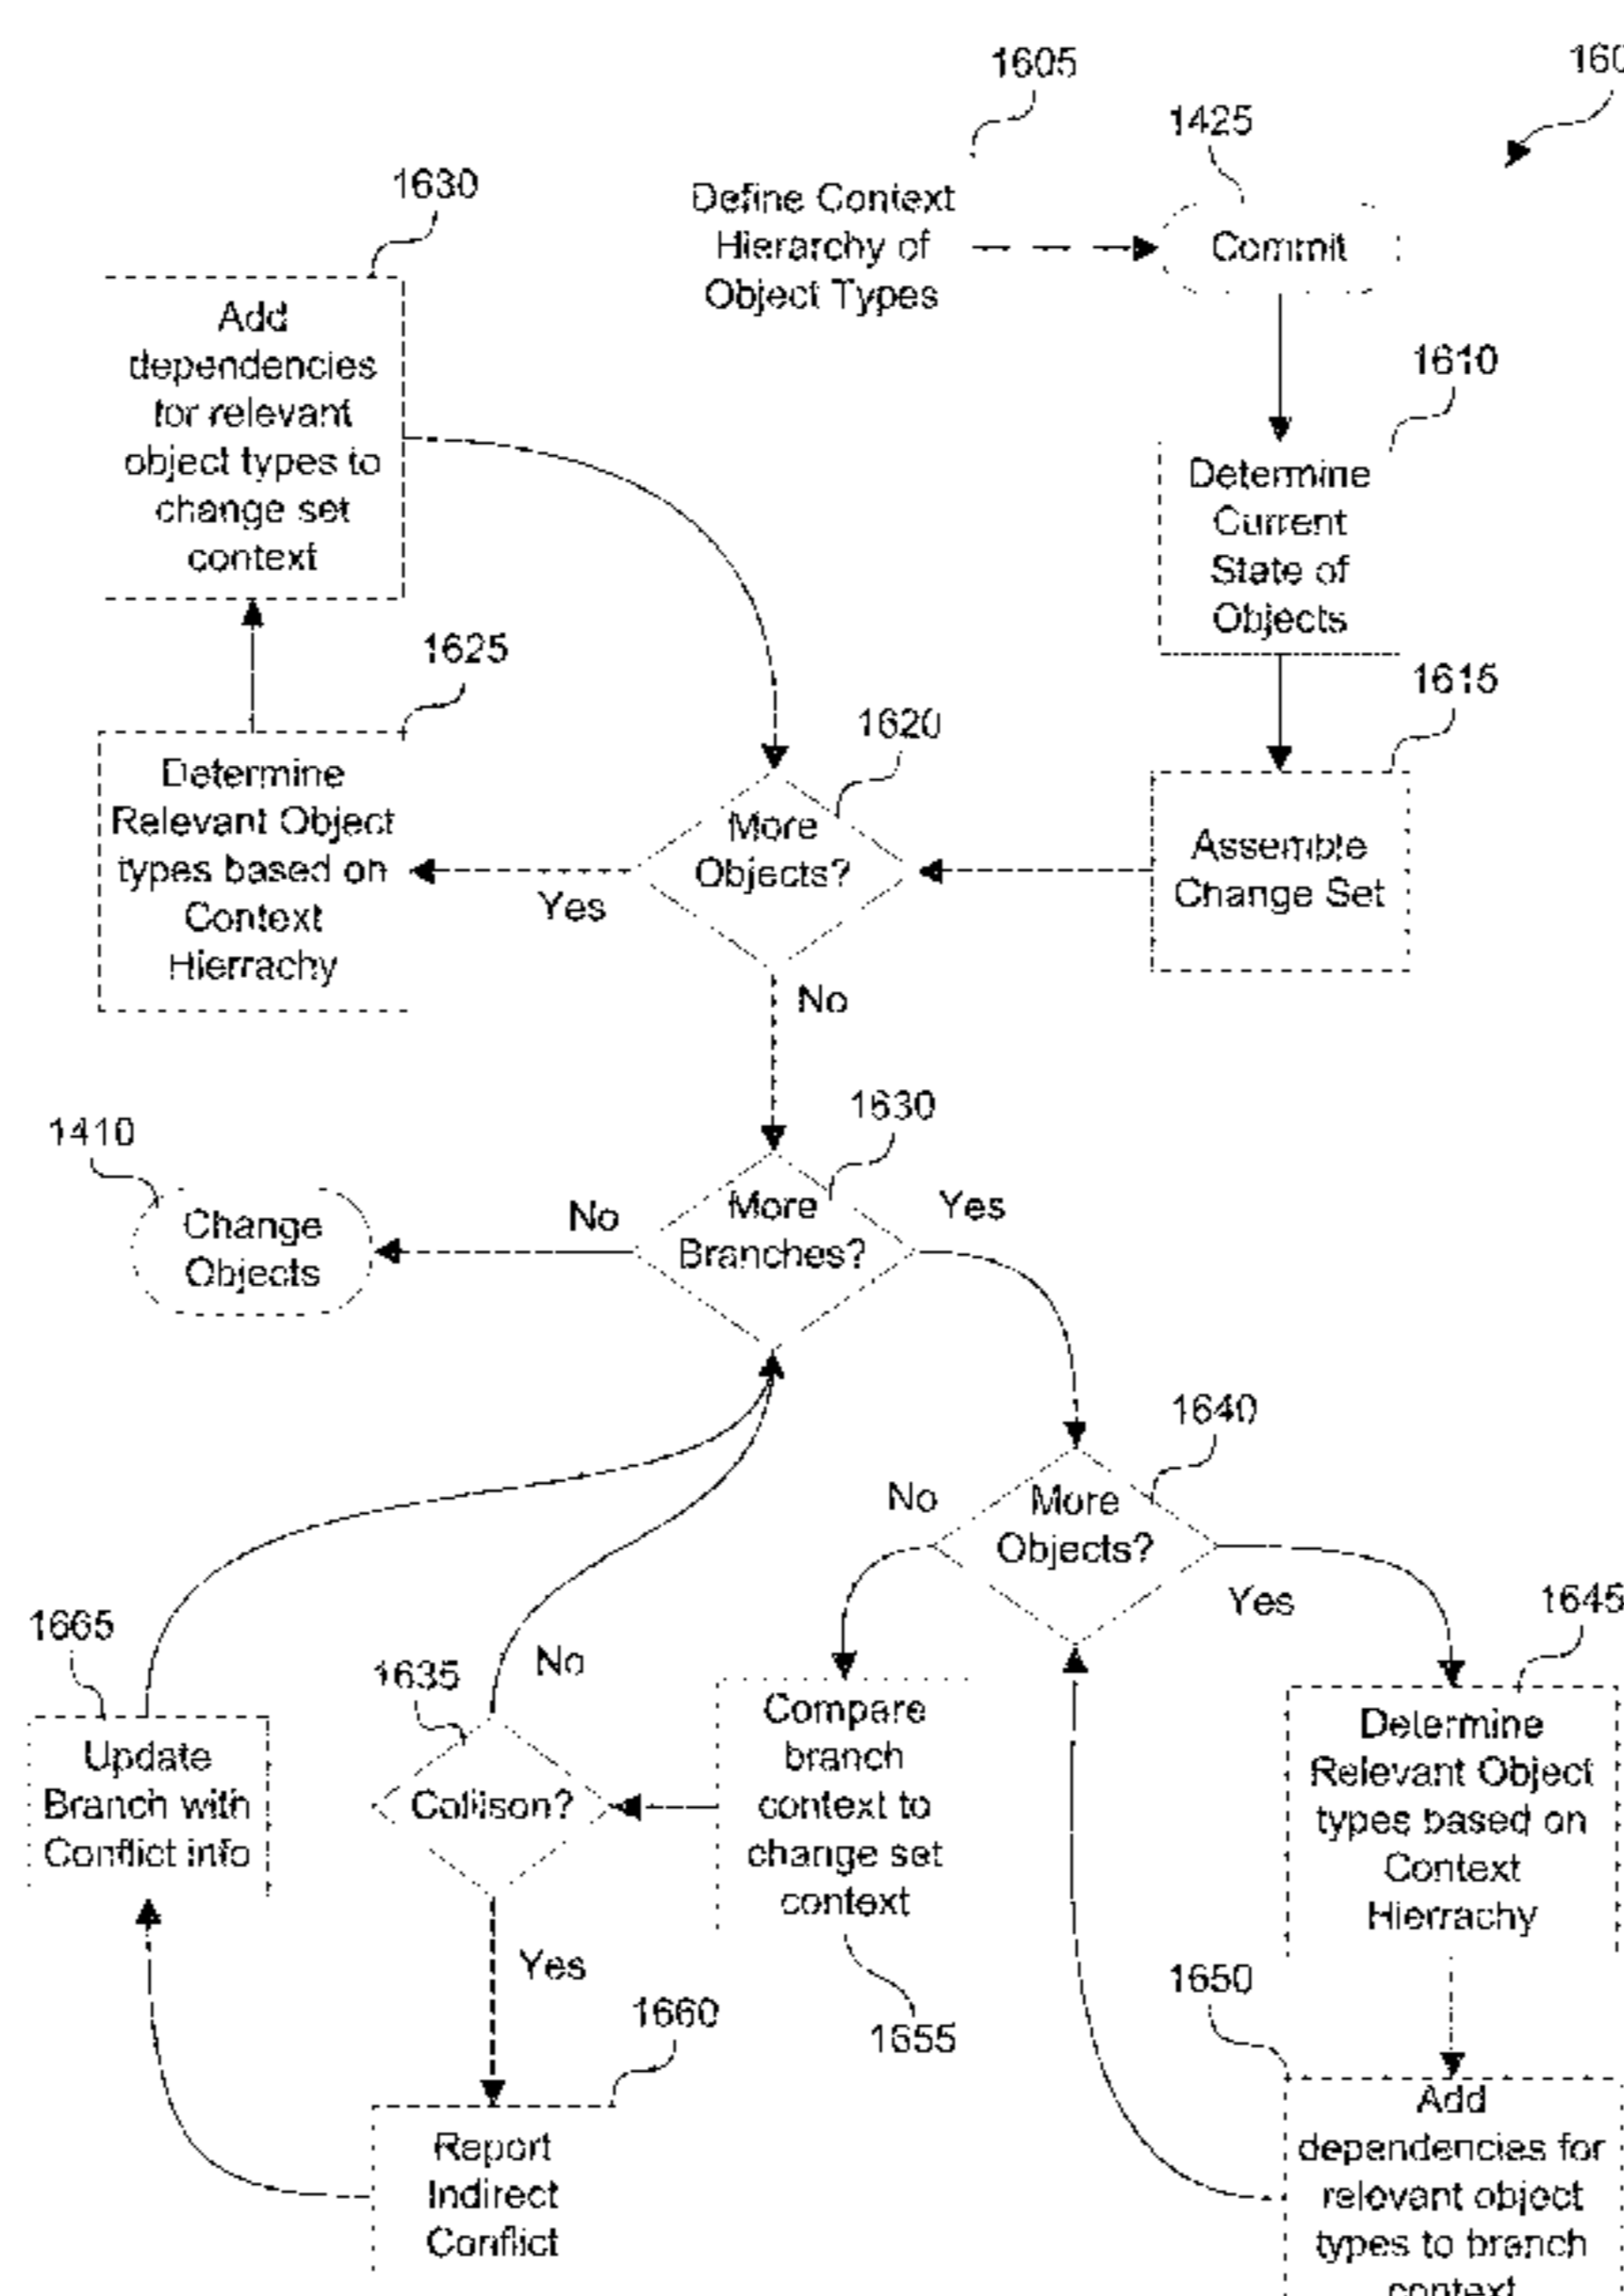 1605
160
1425
1630
Define Context
Hierarchy of
Object Types
Commit
Add
dependencies
for relevant
object types to
change set
context
1610
Determine
Current
State of
Objects
1625
1615
1620
Determine
Relevant Object
types based on
Context
Hierrachy
More
Objects?
Yes
Assemble
Change Set
No
1410
1630
Change
Objects
No
More
Branches?
Yes
1640
No
More
Objects?
Yes
1645
1665
1635
No
Update
Branch with
Conflict info
Collison?
Compare
branch
context to
change set
context
Determine
Relevant Object
types based on
Context
Hierrachy
Yes
1650
1660
1655
Report
Indirect
Conflict
Add
dependencies for
relevant object
types to branch
context